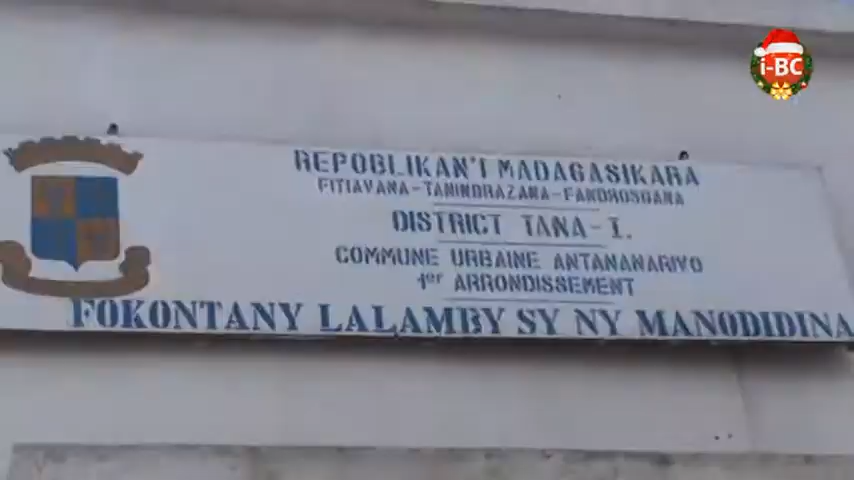 i-BC
REPOBLIKAN'I MADAGASIKARA
FITIAVANA-TANINDRAZANA-FANDROSOANA
DISTRICT TANA-I.
COMMUNE URBAINE ANTANANARIVO
1er ARRONDISSEMENT
FOKONTANY LALAMBY SY NY MANODIDINA